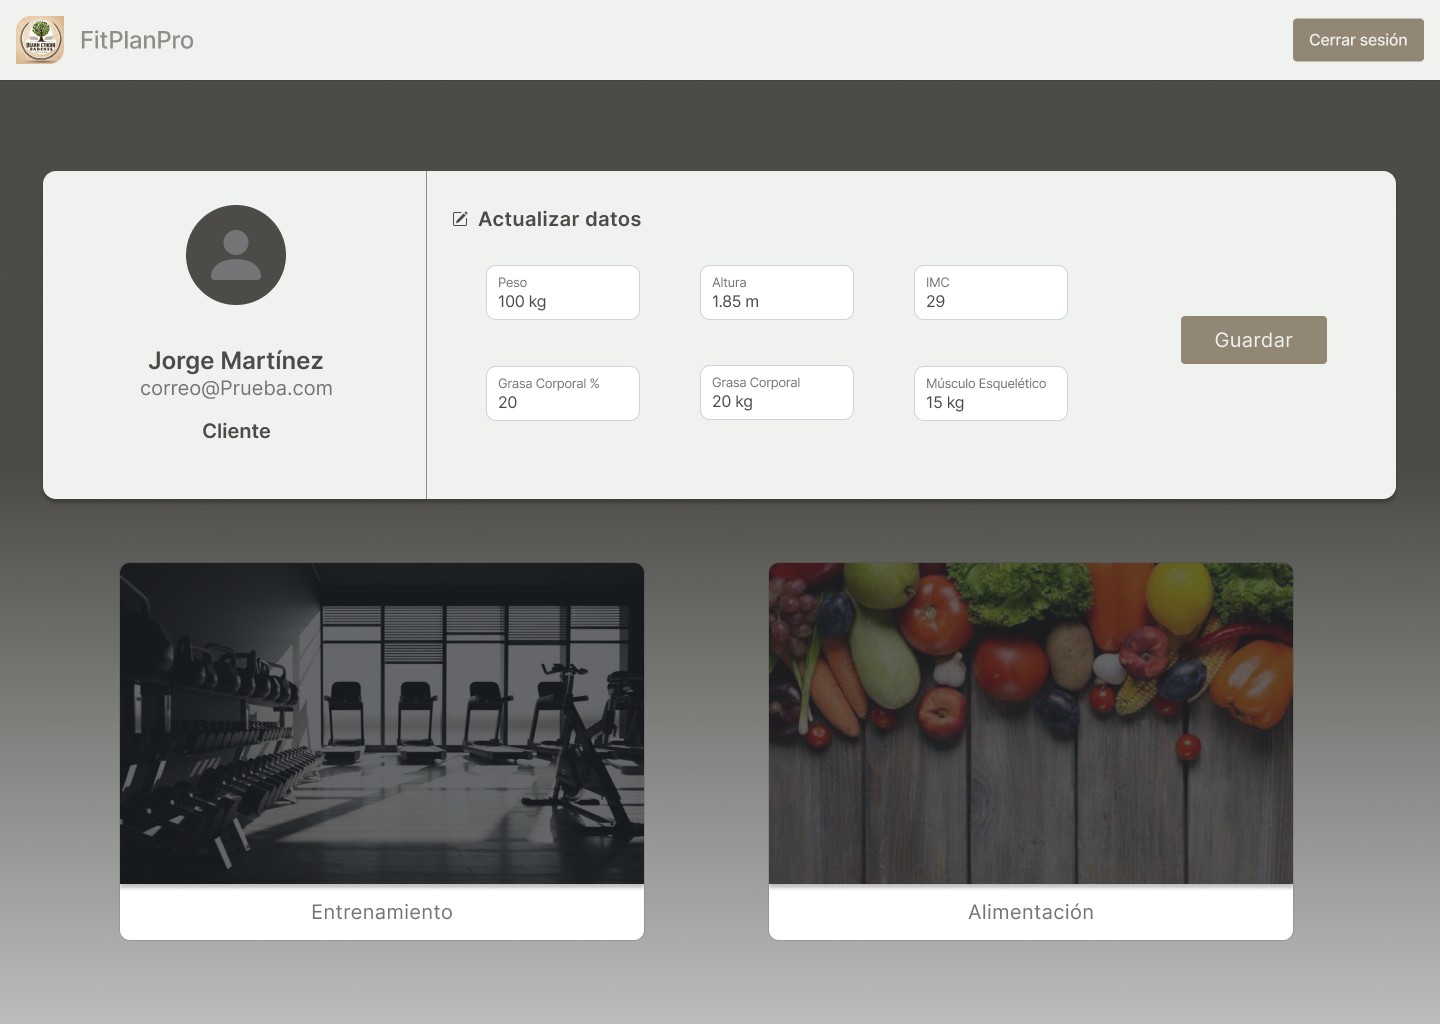 FitPlanPro
Cerrar sesión
Actualizar datos
Jorge Martínez
correo@Prueba.com
Cliente
Peso
100 kg
Altura
1.85 m
IMC
29
Grasa Corporal %
20
Grasa Corporal
20 kg
Músculo Esquelético
15 kg
Guardar
Entrenamiento
Alimentación